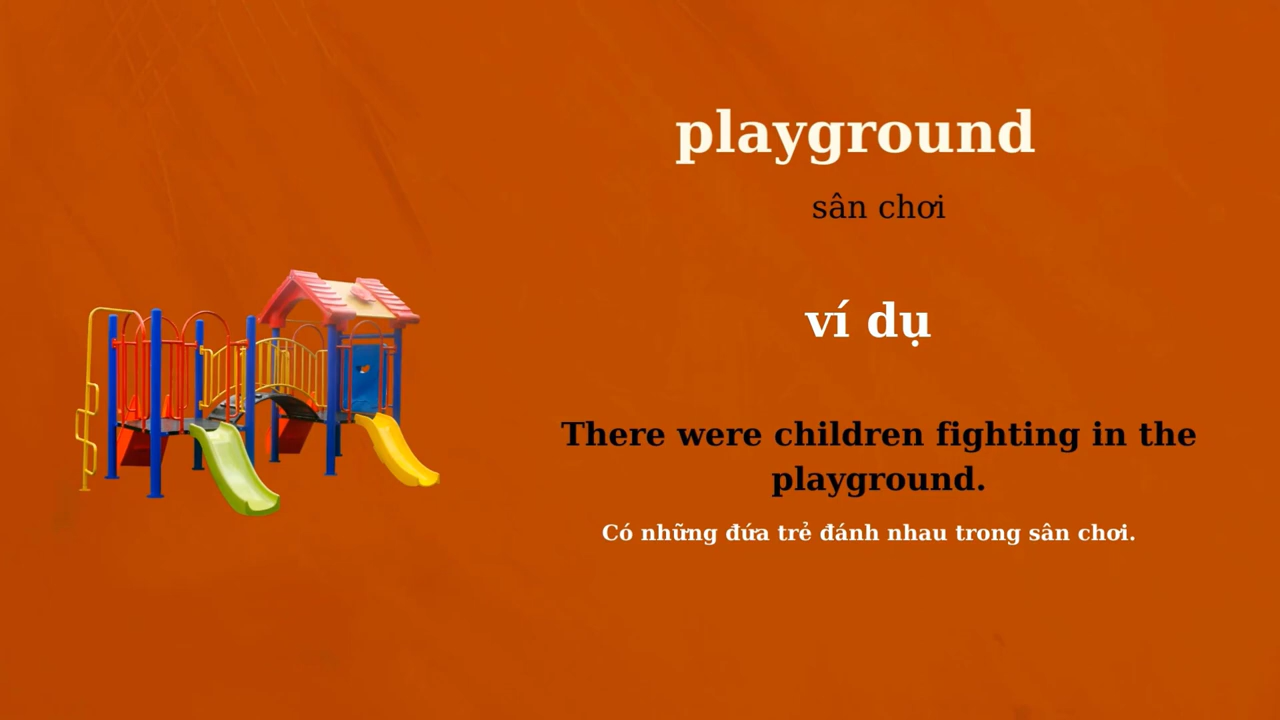 playground
sân chơi
ví dụ
There were children fighting in the
playground.
Có những đứa trẻ đánh nhau trong sân chơi.